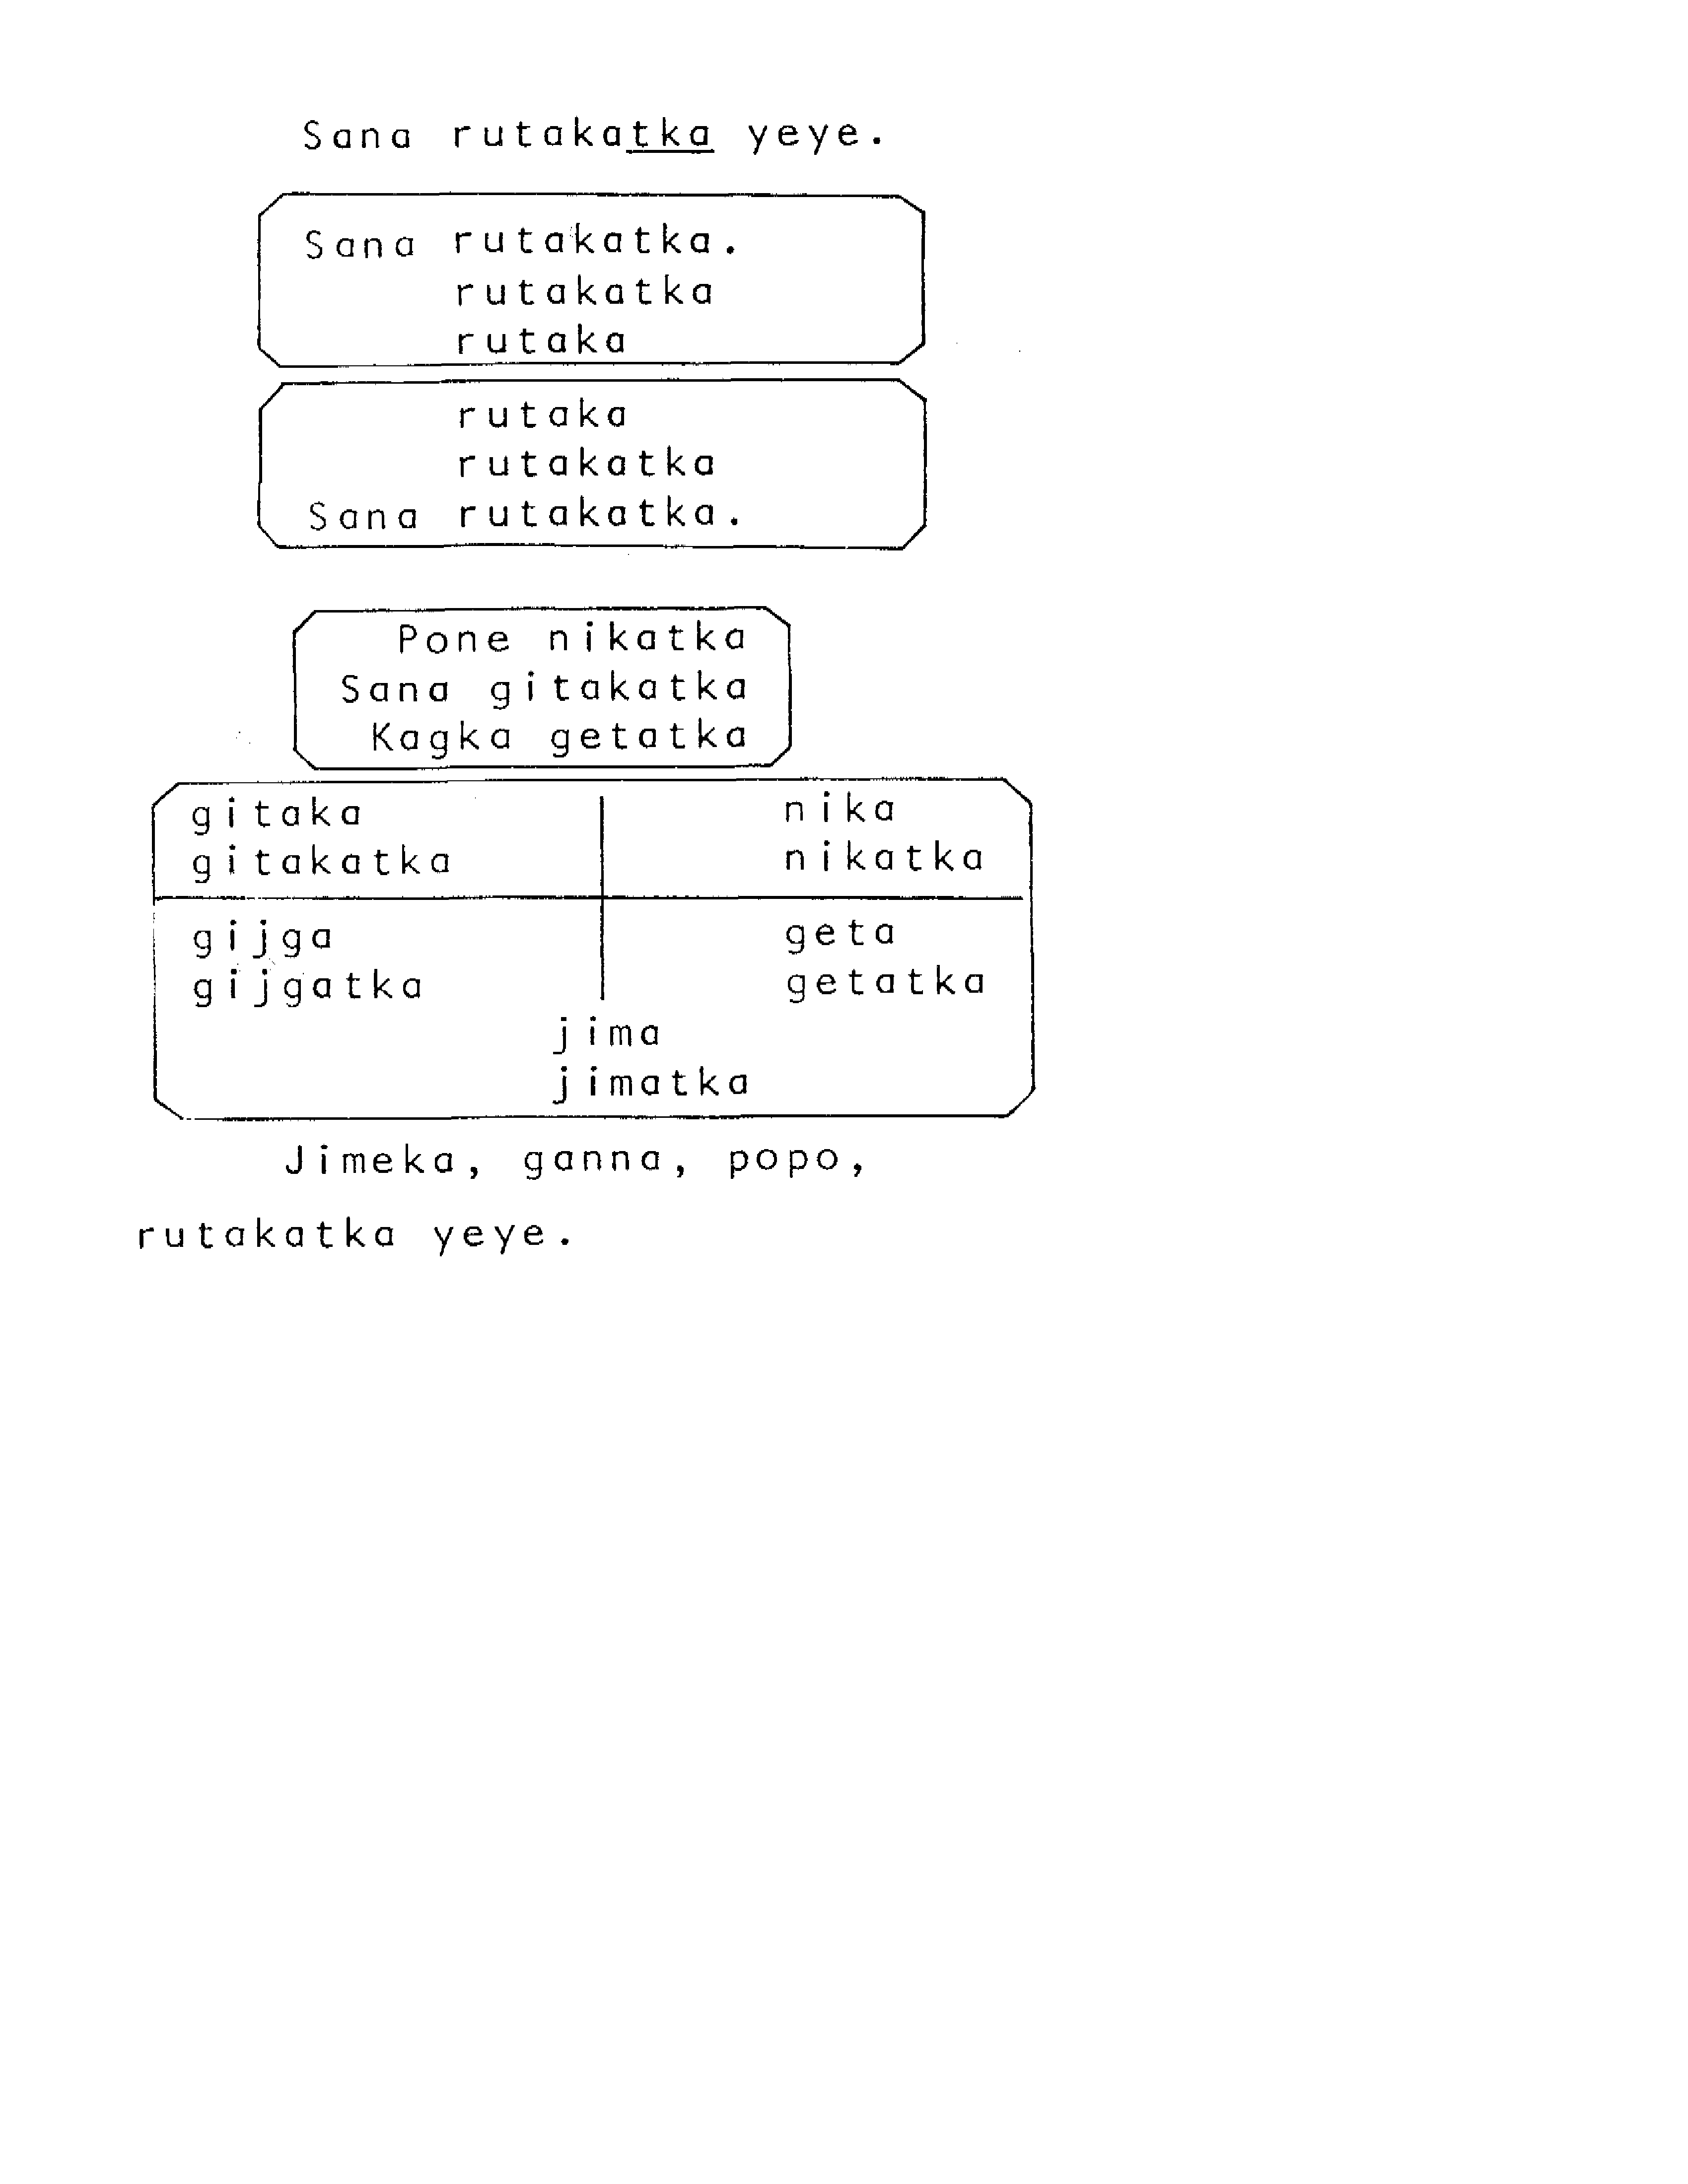 Sana rutakatka yeye.
Sana rutakatka.
rutakatka
rutaka
rutaka
rutakatka
Sana rutakatka.
Pone nikatka
Sana gitakatka
Kagka getatka
gitaka nika
gitakatka nikatka
gijga geta
gijgatka getatka
jima
jimatka
Jimeka, ganna, popo,
rutakatka yeye.